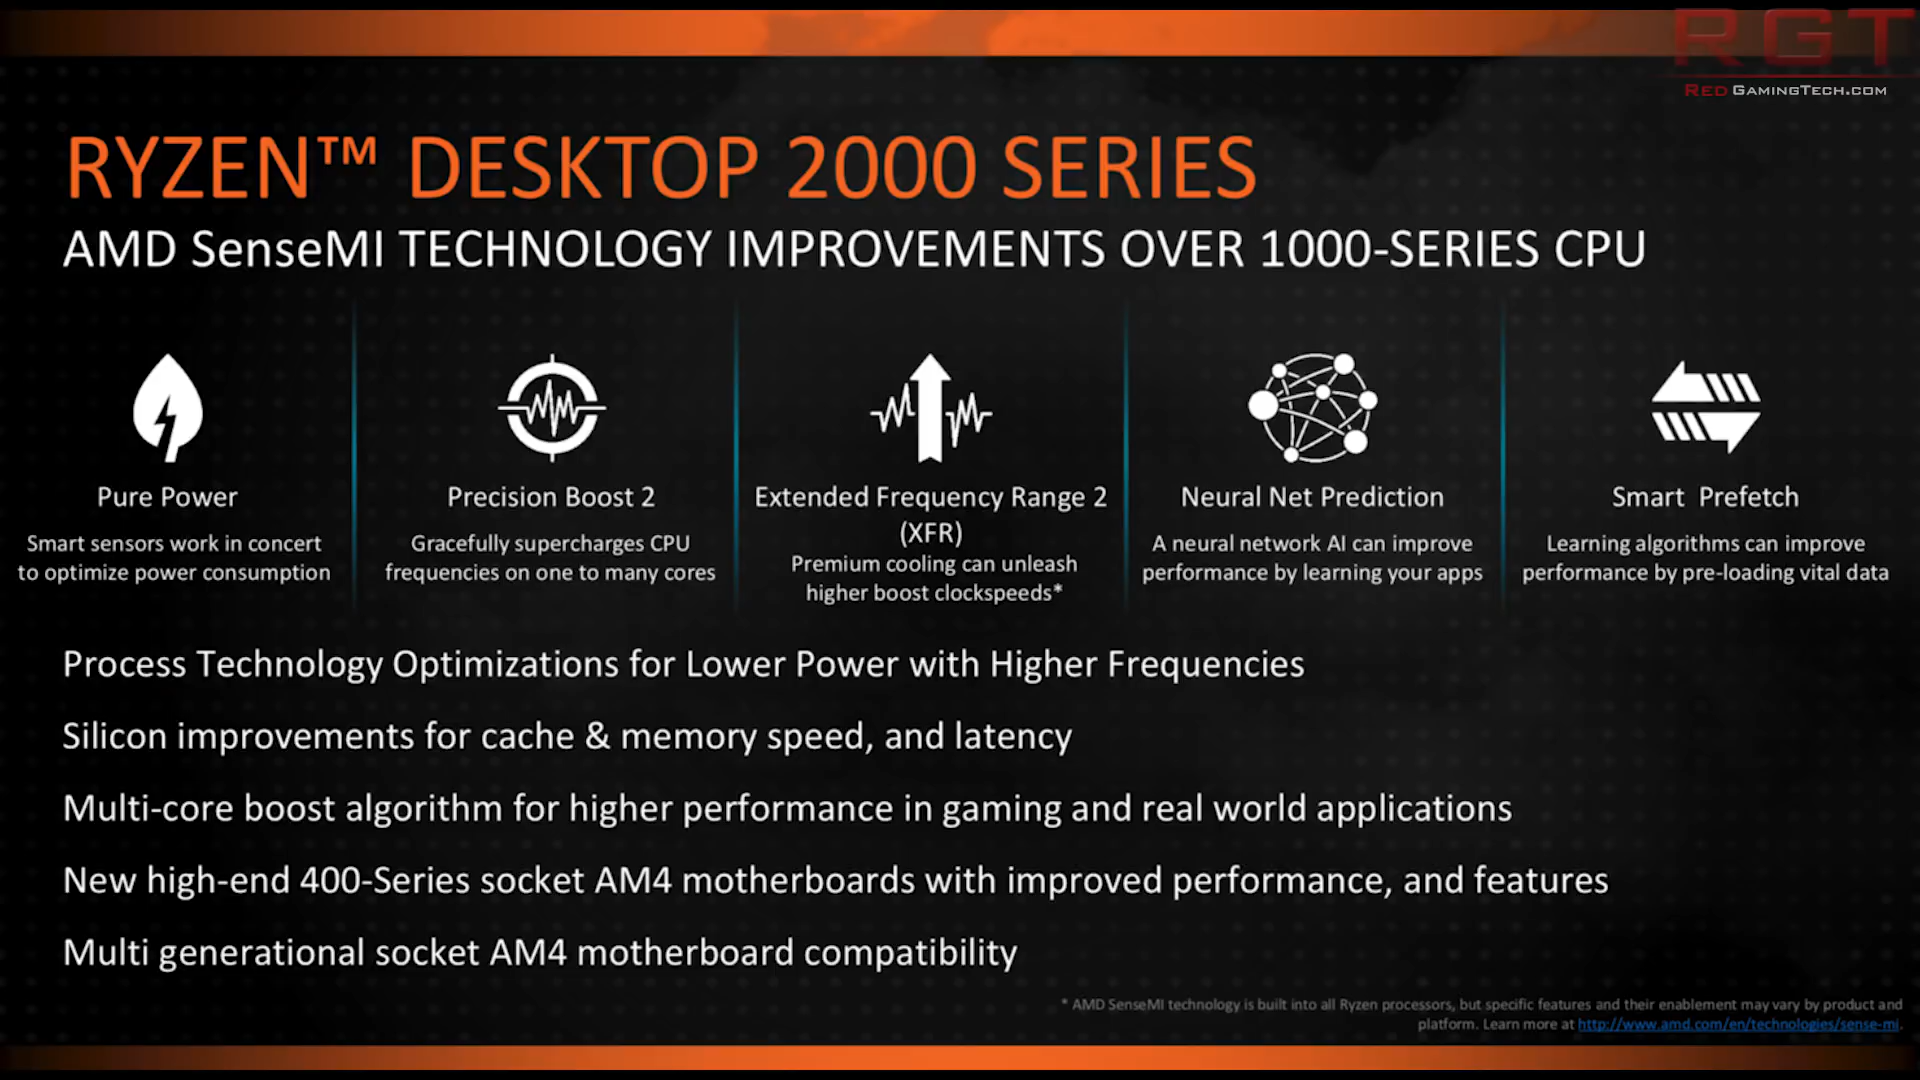 RGT
RED GAMINGTECH.COM
RYZEN™ DESKTOP 2000 SERIES
AMD SenseMI TECHNOLOGY IMPROVEMENTS OVER 1000-SERIES CPU
Pure Power
Smart sensors work in concert
to optimize power consumption
Precision Boost 2
Gracefully supercharges CPU
frequencies on one to many cores
Extended Frequency Range 2
(XFR)
Premium cooling can unleash
higher boost clockspeeds*
Neural Net Prediction
A neural network AI can improve
performance by learning your apps
Smart Prefetch
Learning algorithms can improve
performance by pre-loading vital data
Process Technology Optimizations for Lower Power with Higher Frequencies
Silicon improvements for cache & memory speed, and latency
Multi-core boost algorithm for higher performance in gaming and real world applications
New high-end 400-Series socket AM4 motherboards with improved performance, and features
Multi generational socket AM4 motherboard compatibility
* AMD SenseMI technology is built into all Ryzen processors, but specific features and their enablement may vary by product and
platform. Learn more at http://www.amd.com/en/technologies/sense-mi.